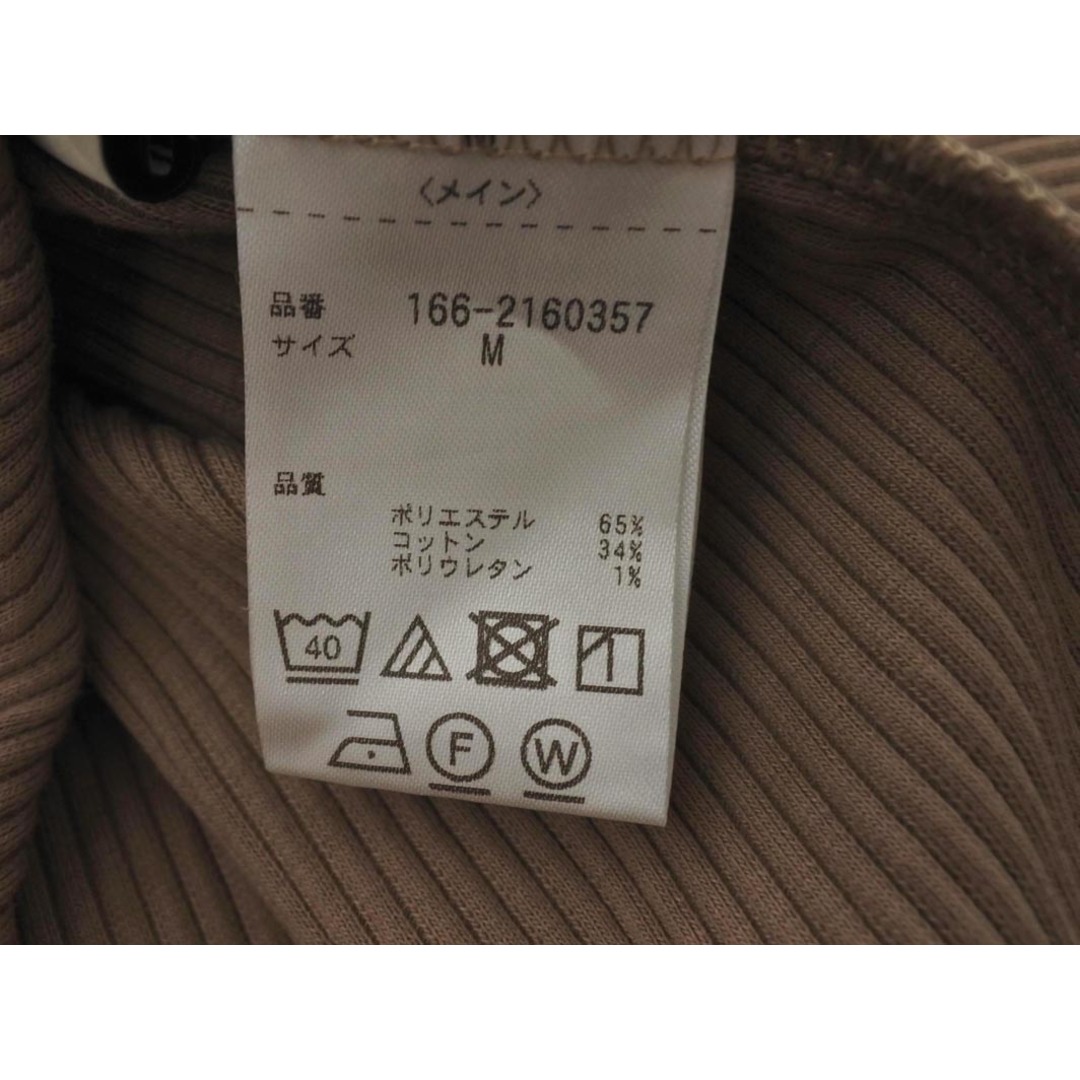 〈メイン〉
品番 166-2160357
サイズ M
品質
ポリエステル 65%
コットン 34%
ポリウレタン 1%
40
F W